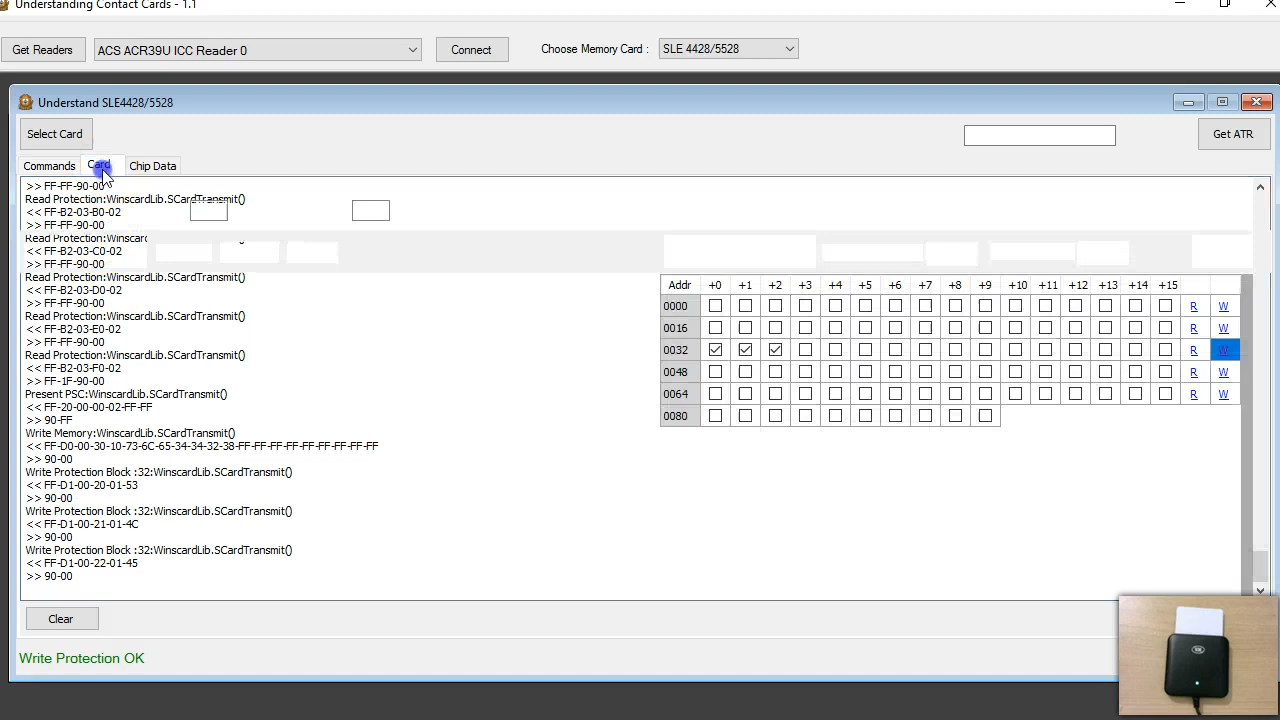 Understanding Contact Cards - 1.1
Get Readers ACS ACR39U ICC Reader 0 Connect Choose Memory Card : SLE 4428/5528
Understand SLE4428/5528
Select Card Get ATR
Commands Card Chip Data
>> FF-FF-90-00
Read Protection:WinscardLib.SCardTransmit()
<< FF-B2-03-B0-02
>> FF-FF-90-00
Read Protection:Winscard
<< FF-B2-03-C0-02
>> FF-FF-90-00
Read Protection:WinscardLib.SCardTransmit()
<< FF-B2-03-D0-02
>> FF-FF-90-00
Read Protection:WinscardLib.SCardTransmit()
<< FF-B2-03-E0-02
>> FF-FF-90-00
Read Protection:WinscardLib.SCardTransmit()
<< FF-B2-03-F0-02
>> FF-1F-90-00
Present PSC:WinscardLib.SCardTransmit()
<< FF-20-00-00-02-FF-FF
>> 90-FF
Write Memory:WinscardLib.SCardTransmit()
<< FF-D0-00-30-10-73-6C-65-34-34-32-38-FF-FF-FF-FF-FF-FF-FF-FF-FF
>> 90-00
Write Protection Block :32:WinscardLib.SCardTransmit()
<< FF-D1-00-20-01-53
>> 90-00
Write Protection Block :32:WinscardLib.SCardTransmit()
<< FF-D1-00-21-01-4C
>> 90-00
Write Protection Block :32:WinscardLib.SCardTransmit()
<< FF-D1-00-22-01-45
>> 90-00
Addr +0 +1 +2 +3 +4 +5 +6 +7 +8 +9 +10 +11 +12 +13 +14 +15
0000 R W
0016 R W
0032 R W
0048 R W
0064 R W
0080
Clear
Write Protection OK